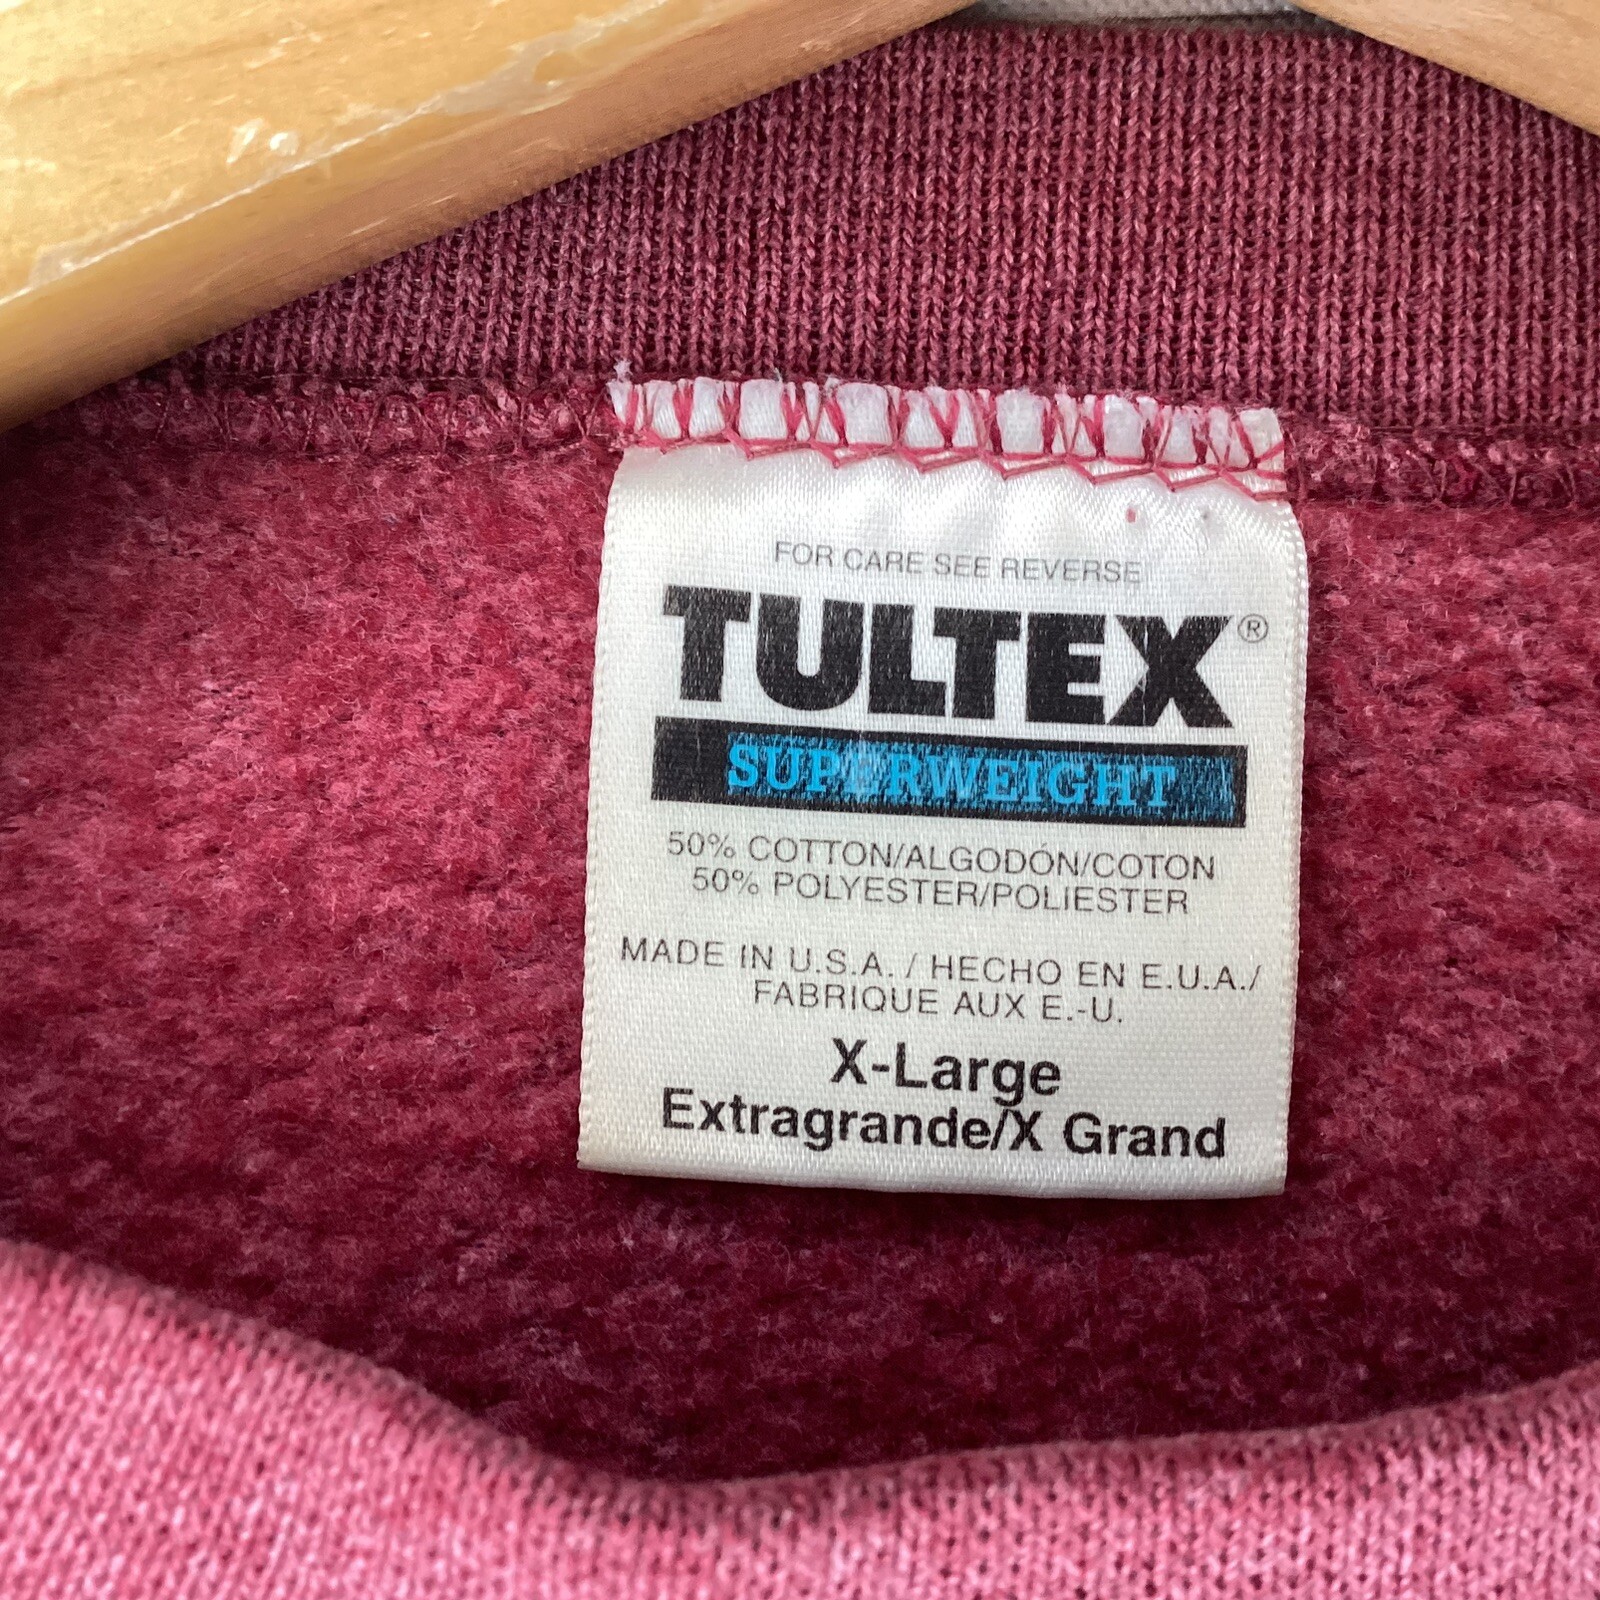 FOR CARE SEE REVERSE
TULTEX®
SUPERWEIGHT
50% COTTON/ALGODÓN/COTON
50% POLYESTER/POLIESTER
MADE IN U.S.A. / HECHO EN E.U.A./
FABRIQUE AUX E.-U.
X-Large
Extragrande/X Grand